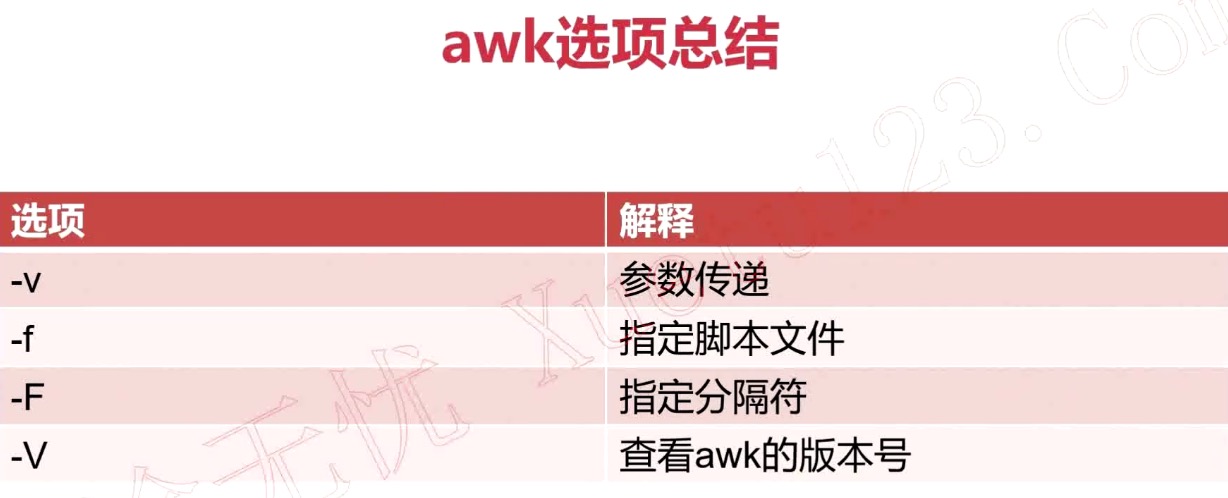 awk选项总结
选项 解释
-v 参数传递
-f 指定脚本文件
-F 指定分隔符
-V 查看awk的版本号
无忧 Xuetu123.Com